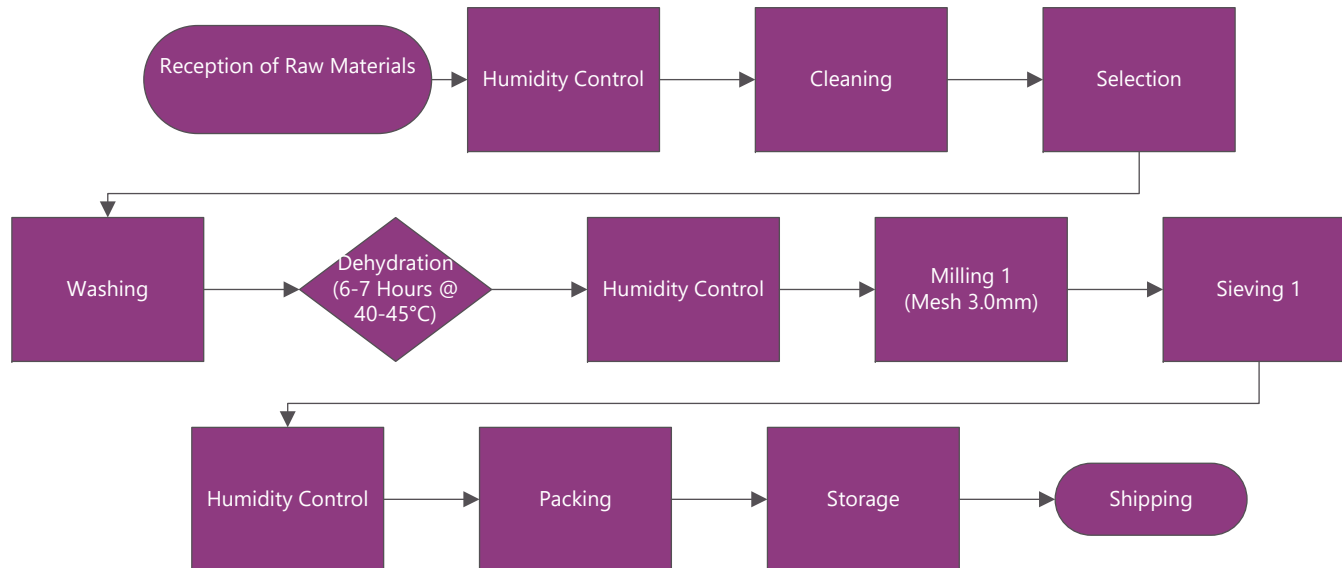 Reception of Raw Materials
Humidity Control
Cleaning
Selection
Washing
Dehydration
(6-7 Hours @
40-45°C)
Humidity Control
Milling 1
(Mesh 3.0mm)
Sieving 1
Humidity Control
Packing
Storage
Shipping